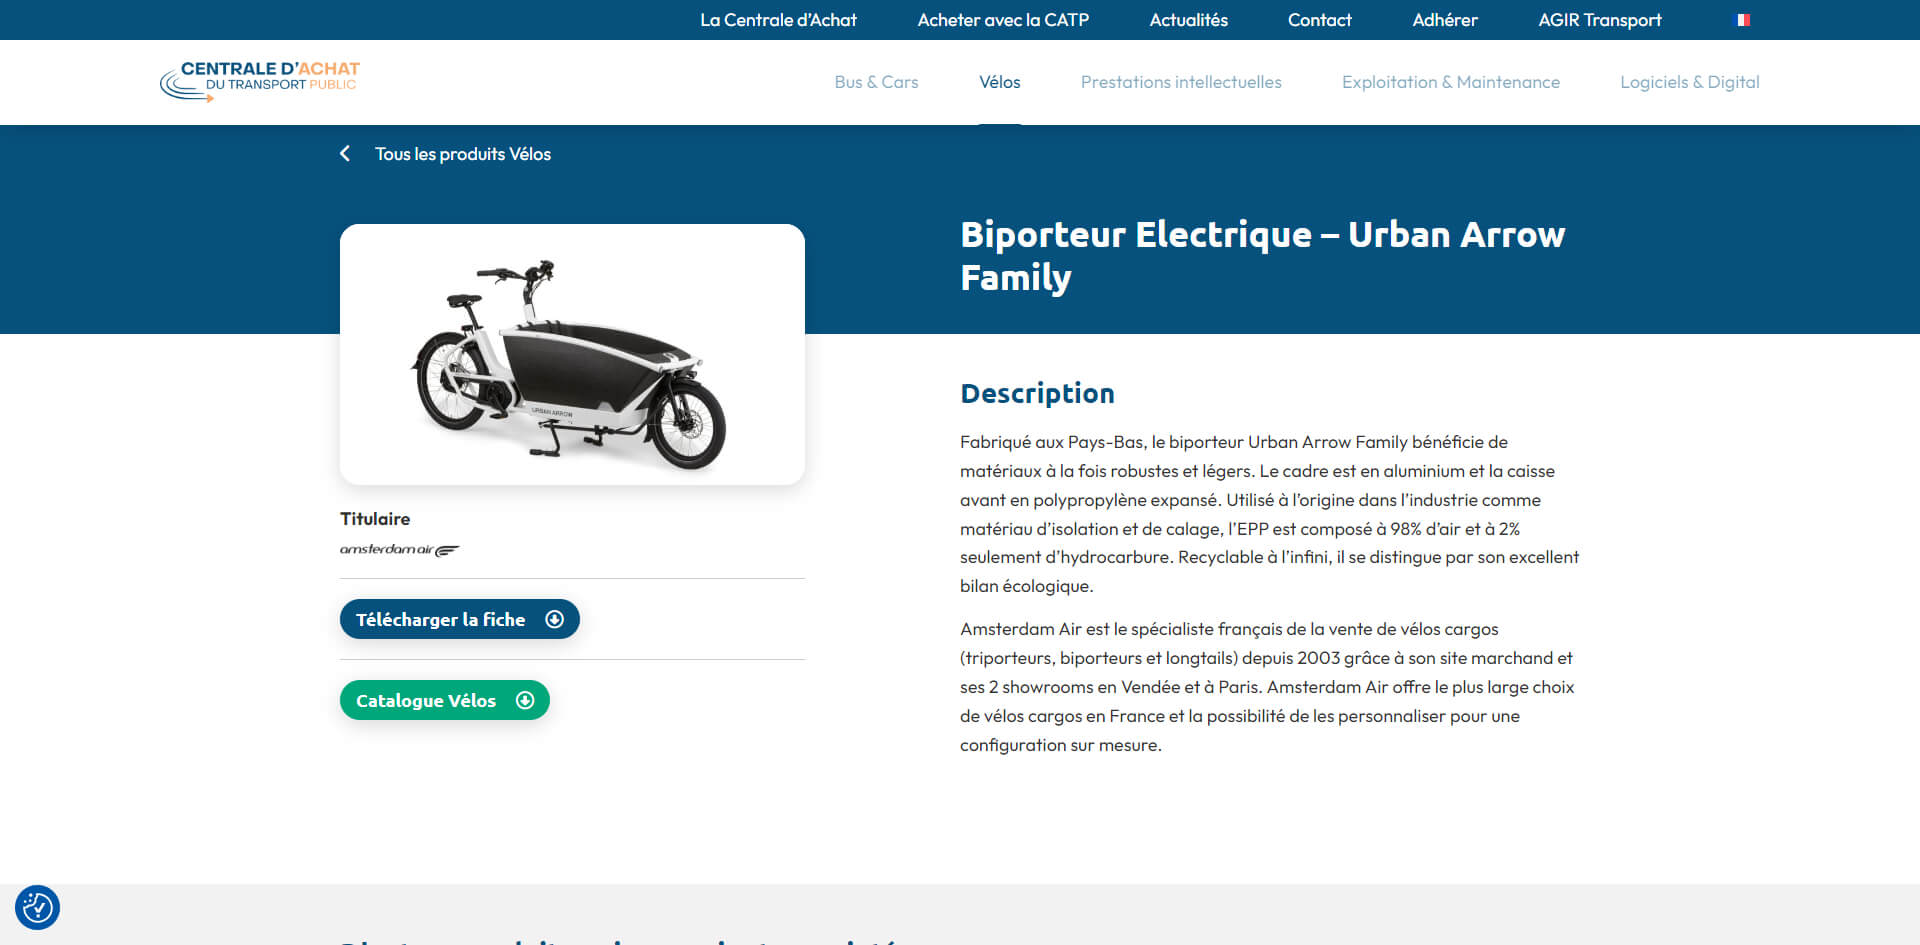 La Centrale d'Achat
Acheter avec la CATP
Actualités
Contact
Adhérer
AGIR Transport
CENTRALE D'ACHAT
DU TRANSPORT PUBLIC
Bus & Cars
Vélos
Prestations intellectuelles
Exploitation & Maintenance
Logiciels & Digital
Tous les produits Vélos
URBAN ARROW
Titulaire
amsterdam air
Télécharger la fiche
Catalogue Vélos
Biporteur Electrique – Urban Arrow
Family
Description
Fabriqué aux Pays-Bas, le biporteur Urban Arrow Family bénéficie de
matériaux à la fois robustes et légers. Le cadre est en aluminium et la caisse
avant en polypropylène expansé. Utilisé à l’origine dans l’industrie comme
matériau d’isolation et de calage, l’EPP est composé à 98% d’air et à 2%
seulement d’hydrocarbure. Recyclable à l’infini, il se distingue par son excellent
bilan écologique.
Amsterdam Air est le spécialiste français de la vente de vélos cargos
(triporteurs, biporteurs et longtails) depuis 2003 grâce à son site marchand et
ses 2 showrooms en Vendée et à Paris. Amsterdam Air offre le plus large choix
de vélos cargos en France et la possibilité de les personnaliser pour une
configuration sur mesure.